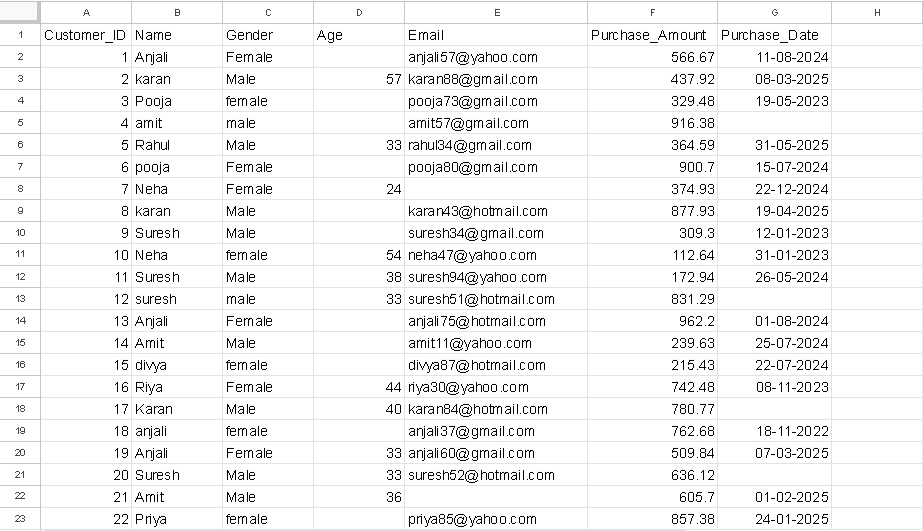 A B C D E F G H
1 Customer_ID Name Gender Age Email Purchase_Amount Purchase_Date
2 1 Anjali Female anjali57@yahoo.com 566.67 11-08-2024
3 2 karan Male 57 karan88@gmail.com 437.92 08-03-2025
4 3 Pooja female pooja73@gmail.com 329.48 19-05-2023
5 4 amit male amit57@gmail.com 916.38
6 5 Rahul Male 33 rahul34@gmail.com 364.59 31-05-2025
7 6 pooja Female pooja80@gmail.com 900.7 15-07-2024
8 7 Neha Female 24 374.93 22-12-2024
9 8 karan Male karan43@hotmail.com 877.93 19-04-2025
10 9 Suresh Male suresh34@gmail.com 309.3 12-01-2023
11 10 Neha female 54 neha47@yahoo.com 112.64 31-01-2023
12 11 Suresh Male 38 suresh94@yahoo.com 172.94 26-05-2024
13 12 suresh male 33 suresh51@hotmail.com 831.29
14 13 Anjali Female anjali75@hotmail.com 962.2 01-08-2024
15 14 Amit Male amit11@yahoo.com 239.63 25-07-2024
16 15 divya female divya87@hotmail.com 215.43 22-07-2024
17 16 Riya Female 44 riya30@yahoo.com 742.48 08-11-2023
18 17 Karan Male 40 karan84@hotmail.com 780.77
19 18 anjali female anjali37@gmail.com 762.68 18-11-2022
20 19 Anjali Female 33 anjali60@gmail.com 509.84 07-03-2025
21 20 Suresh Male 33 suresh52@hotmail.com 636.12
22 21 Amit Male 36 605.7 01-02-2025
23 22 Priya female priya85@yahoo.com 857.38 24-01-2025